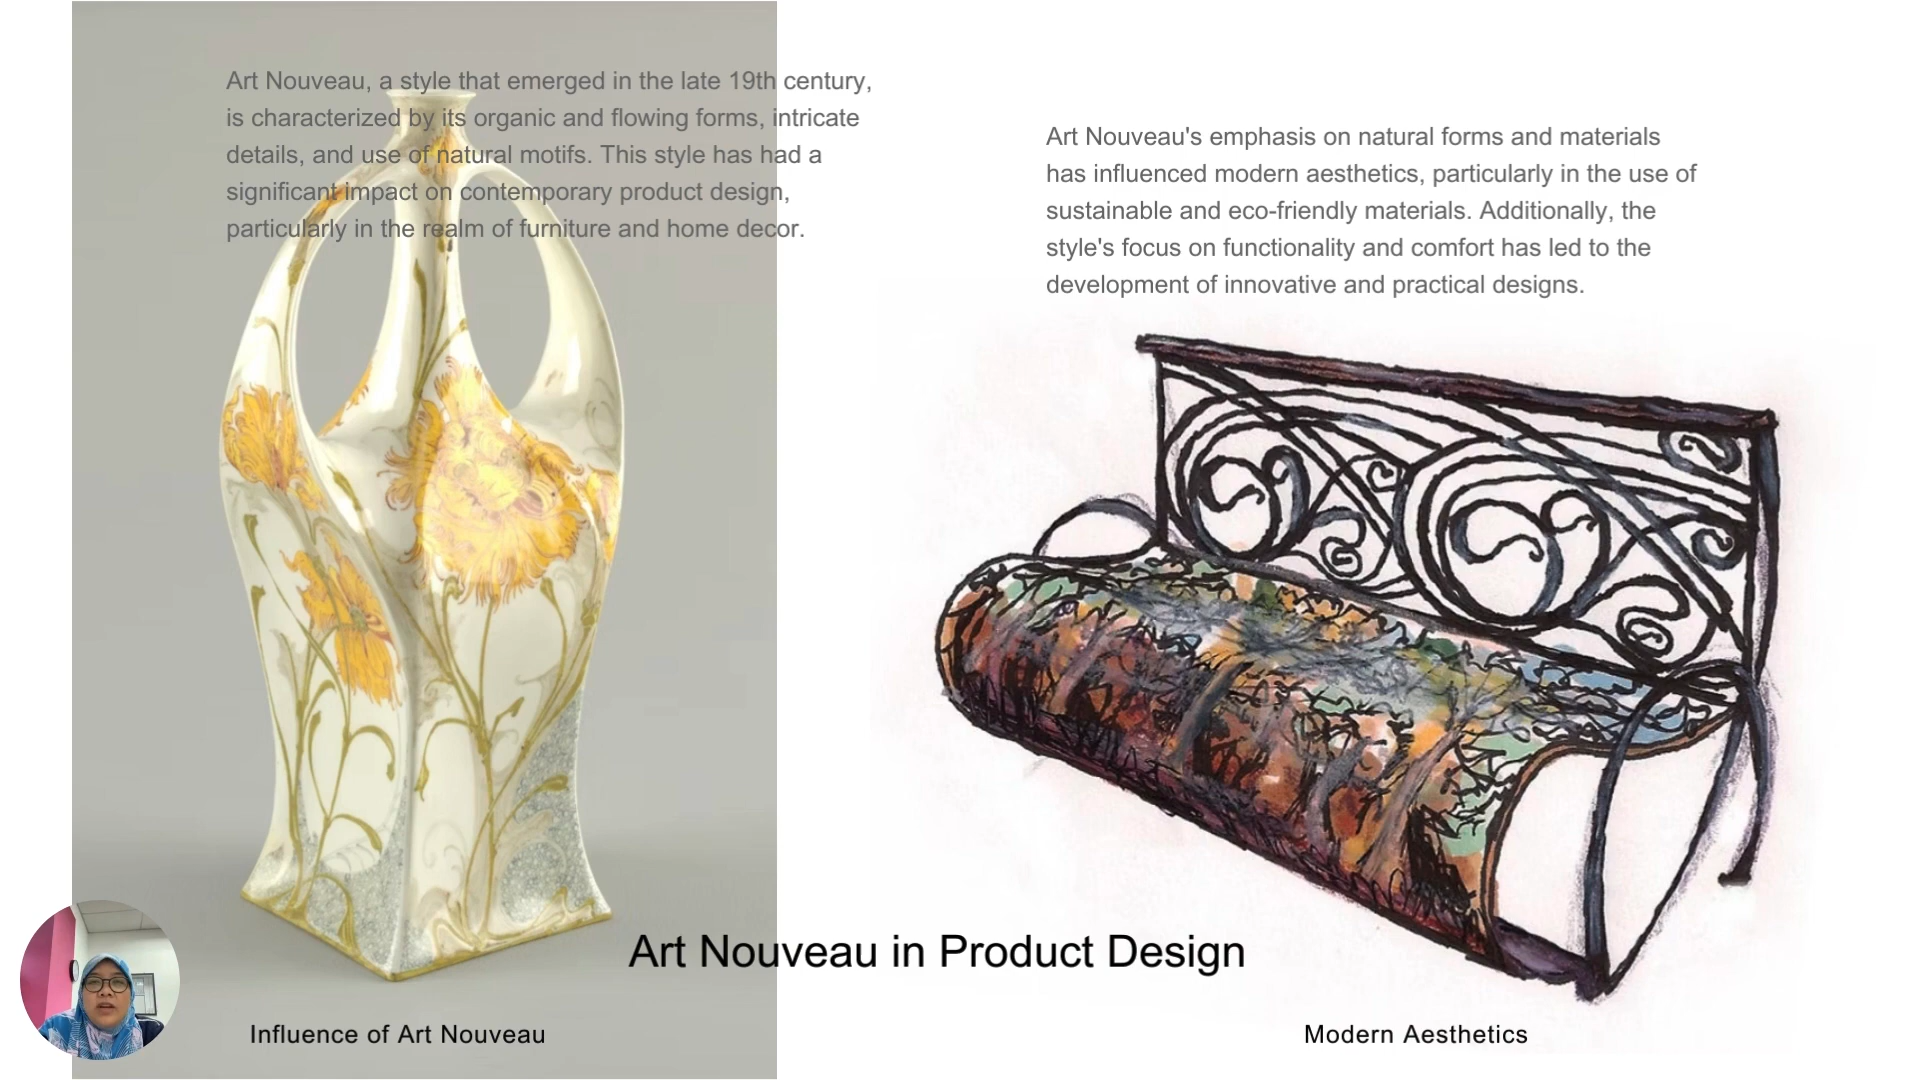 Art Nouveau, a style that emerged in the late 19th century,
is characterized by its organic and flowing forms, intricate
details, and use of natural motifs. This style has had a
significant impact on contemporary product design,
particularly in the realm of furniture and home decor.
Art Nouveau's emphasis on natural forms and materials
has influenced modern aesthetics, particularly in the use of
sustainable and eco-friendly materials. Additionally, the
style's focus on functionality and comfort has led to the
development of innovative and practical designs.
Art Nouveau in Product Design
Influence of Art Nouveau
Modern Aesthetics